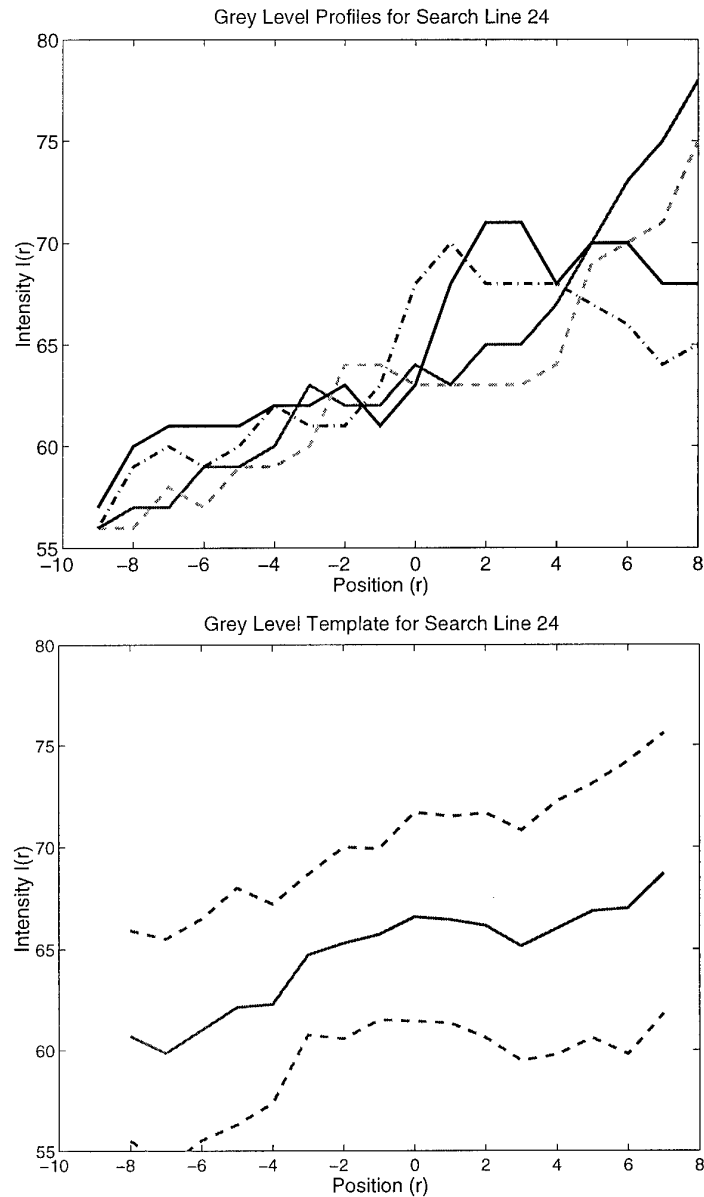 Grey Level Profiles for Search Line 24
80
75
70
65
60
55
Intensity I(r)
−10 −8 −6 −4 −2 0 2 4 6 8
Position (r)
Grey Level Template for Search Line 24
80
75
70
65
60
55
Intensity I(r)
−10 −8 −6 −4 −2 0 2 4 6 8
Position (r)